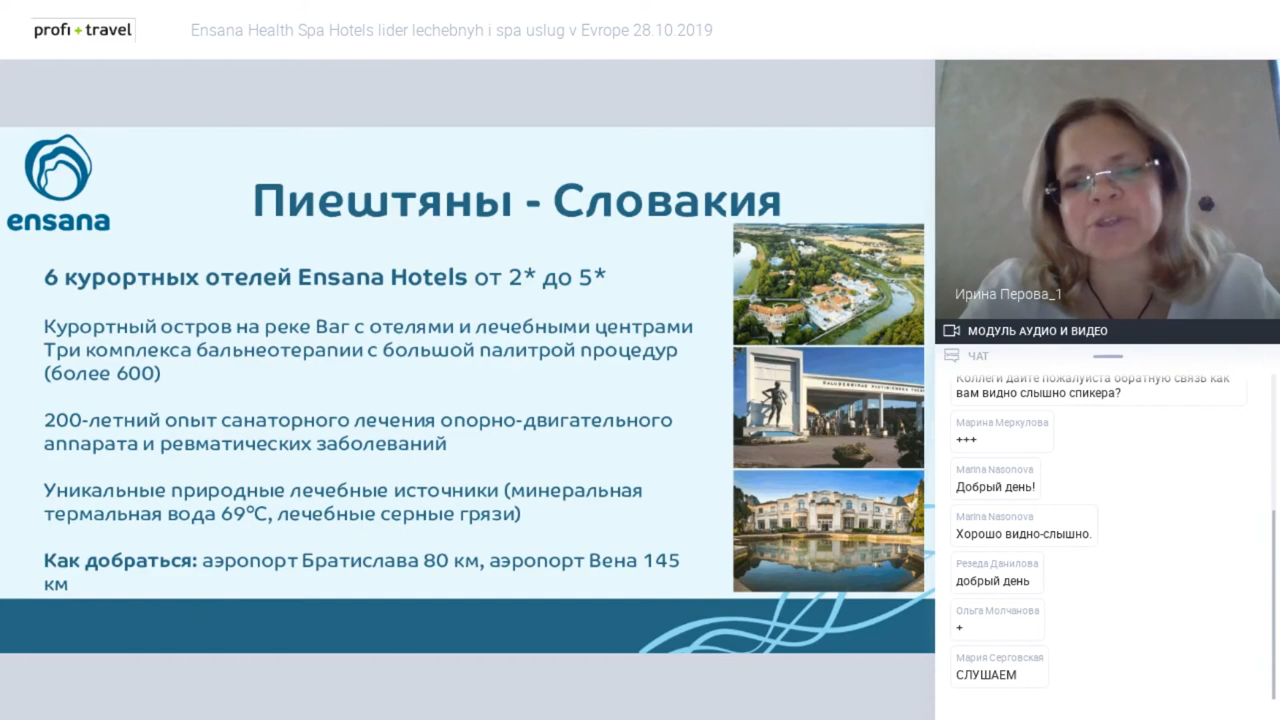 profi + travel
Ensana Health Spa Hotels lider lechebnyh i spa uslug v Evrope 28.10.2019
ensana
Пиештяны - Словакия
6 курортных отелей Ensana Hotels от 2* до 5*
Курортный остров на реке Ваг с отелями и лечебными центрами
Три комплекса бальнеотерапии с большой палитрой процедур
(более 600)
200-летний опыт санаторного лечения опорно-двигательного
аппарата и ревматических заболеваний
Уникальные природные лечебные источники (минеральная
термальная вода 69°C, лечебные серные грязи)
Как добраться: аэропорт Братислава 80 км, аэропорт Вена 145
км
Ирина Перова_1
МОДУЛЬ АУДИО И ВИДЕО
ЧАТ
Коллеги дайте пожалуйста обратную связь как
вам видно слышно спикера?
Марина Меркулова
+++
Marina Nasonova
Добрый день!
Marina Nasonova
Хорошо видно-слышно.
Резеда Данилова
добрый день
Ольга Молчанова
+
Мария Серговская
СЛУШАЕМ